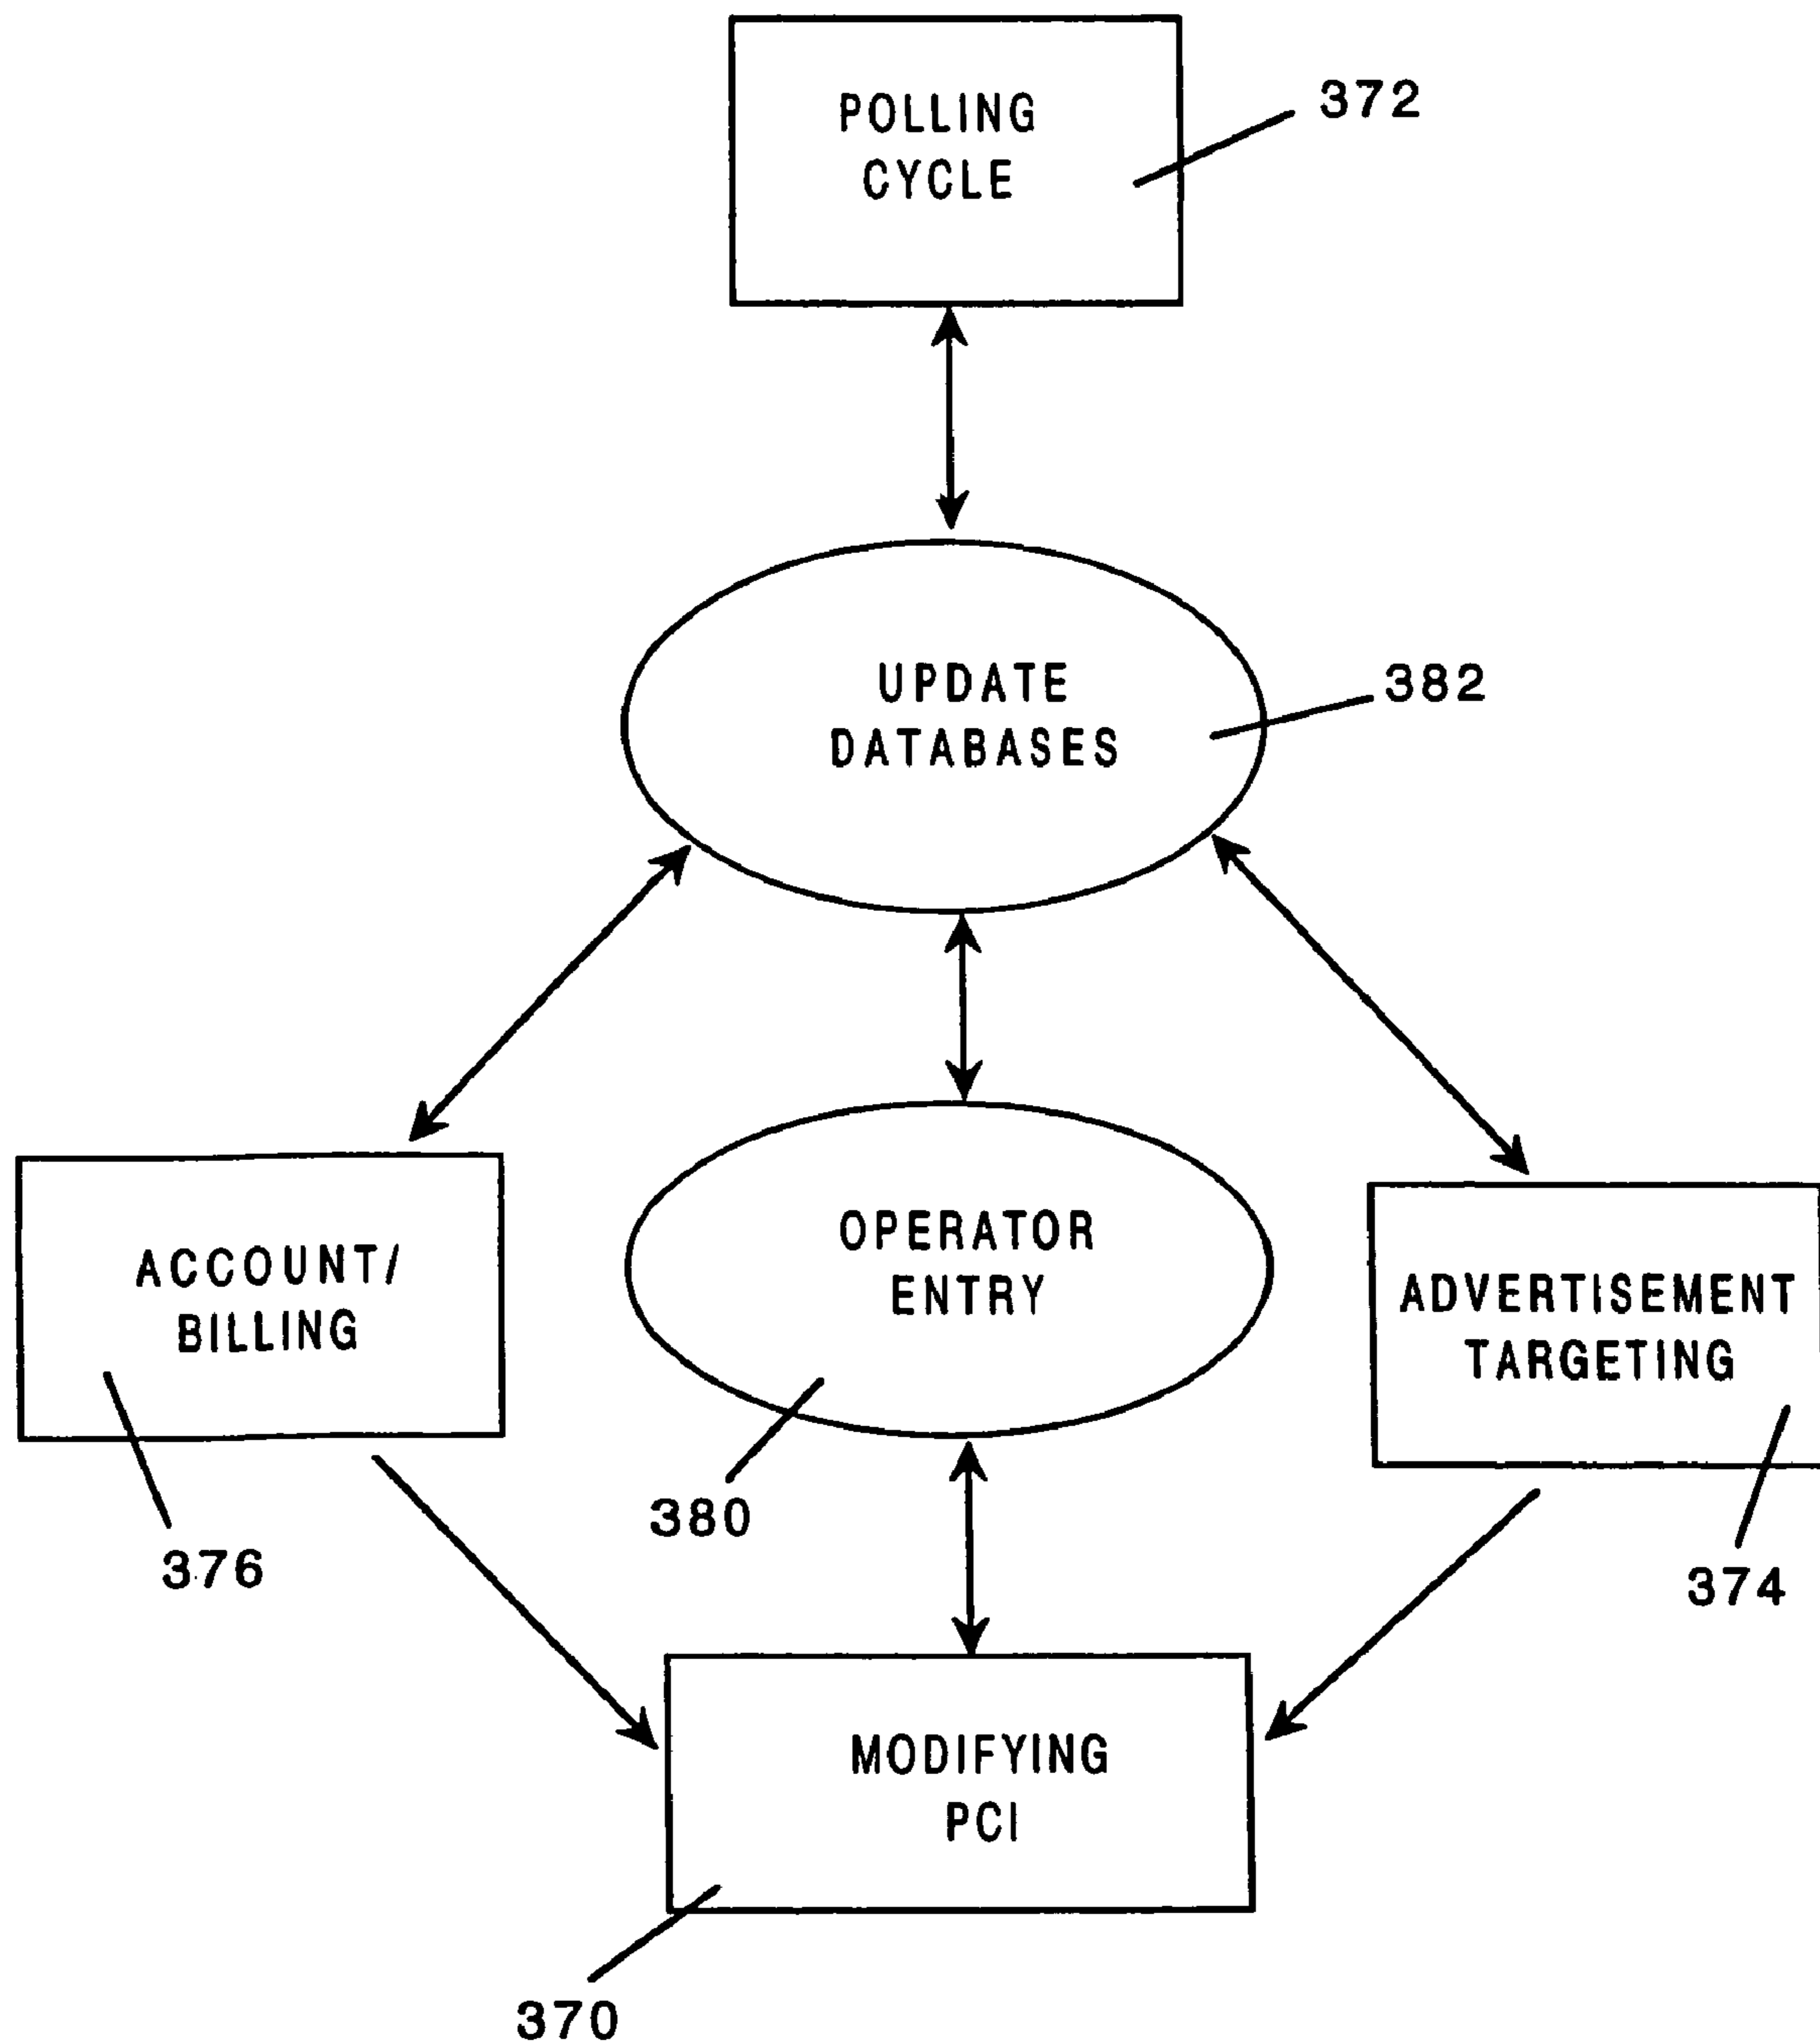 POLLING
CYCLE
372
UPDATE
DATABASES
382
ACCOUNT/
BILLING
376
OPERATOR
ENTRY
380
ADVERTISEMENT
TARGETING
374
MODIFYING
PCI
370